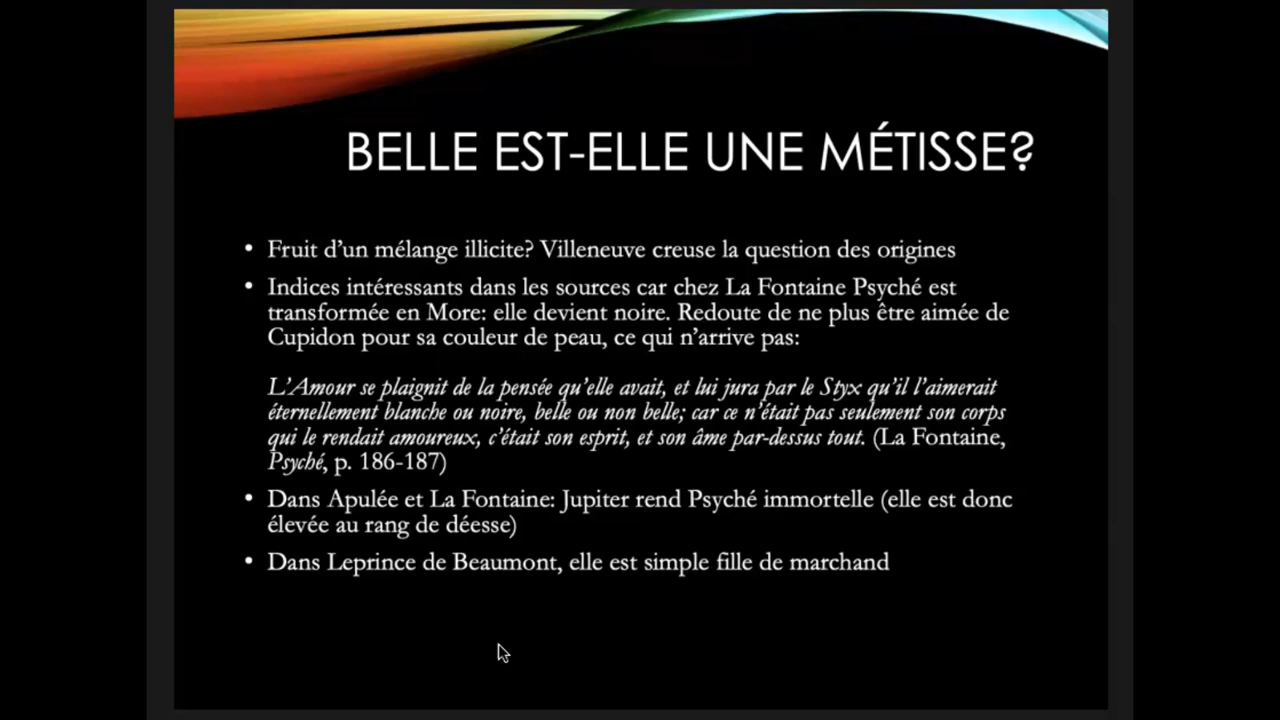 BELLE EST-ELLE UNE MÉTISSE?
• Fruit d'un mélange illicite? Villeneuve creuse la question des origines
• Indices intéressants dans les sources car chez La Fontaine Psyché est
transformée en More: elle devient noire. Redoute de ne plus être aimée de
Cupidon pour sa couleur de peau, ce qui n'arrive pas:
L'Amour se plaignit de la pensée qu'elle avait, et lui jura par le Styx qu'il l'aimerait
éternellement blanche ou noire, belle ou non belle; car ce n'était pas seulement son corps
qui le rendait amoureux, c'était son esprit, et son âme par-dessus tout. (La Fontaine,
Psyché, p. 186-187)
• Dans Apulée et La Fontaine: Jupiter rend Psyché immortelle (elle est donc
élevée au rang de déesse)
• Dans Leprince de Beaumont, elle est simple fille de marchand